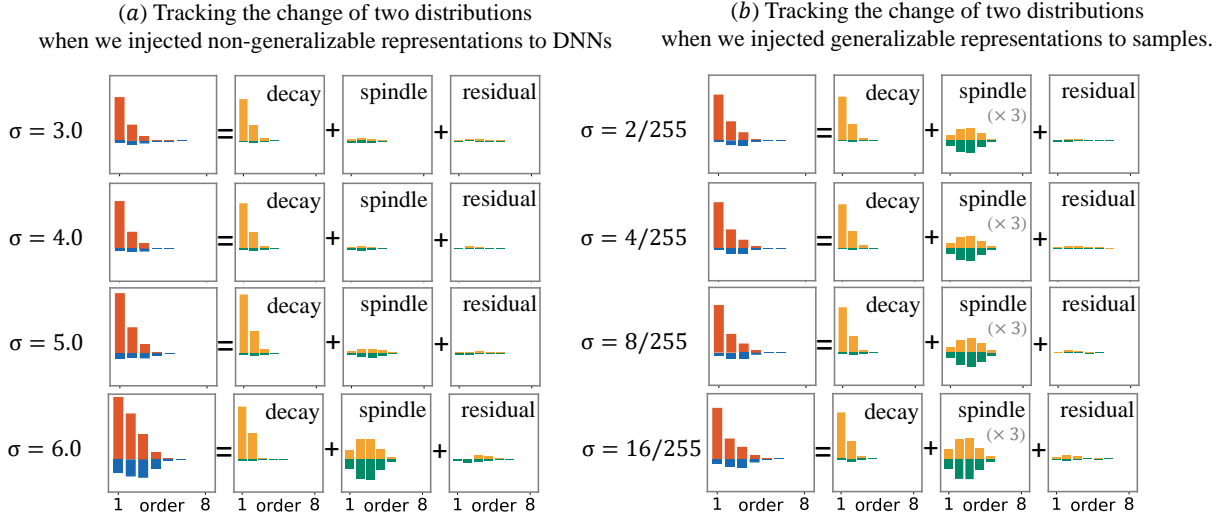 (a) Tracking the change of two distributions
when we injected non-generalizable representations to DNNs
σ = 3.0 = decay + spindle + residual
σ = 4.0 = decay + spindle + residual
σ = 5.0 = decay + spindle + residual
σ = 6.0 = decay + spindle + residual
1 order 8 1 order 8 1 order 8 1 order 8
(b) Tracking the change of two distributions
when we injected generalizable representations to samples.
σ = 2/255 = decay + spindle (× 3) + residual
σ = 4/255 = decay + spindle (× 3) + residual
σ = 8/255 = decay + spindle (× 3) + residual
σ = 16/255 = decay + spindle (× 3) + residual
1 order 8 1 order 8 1 order 8 1 order 8